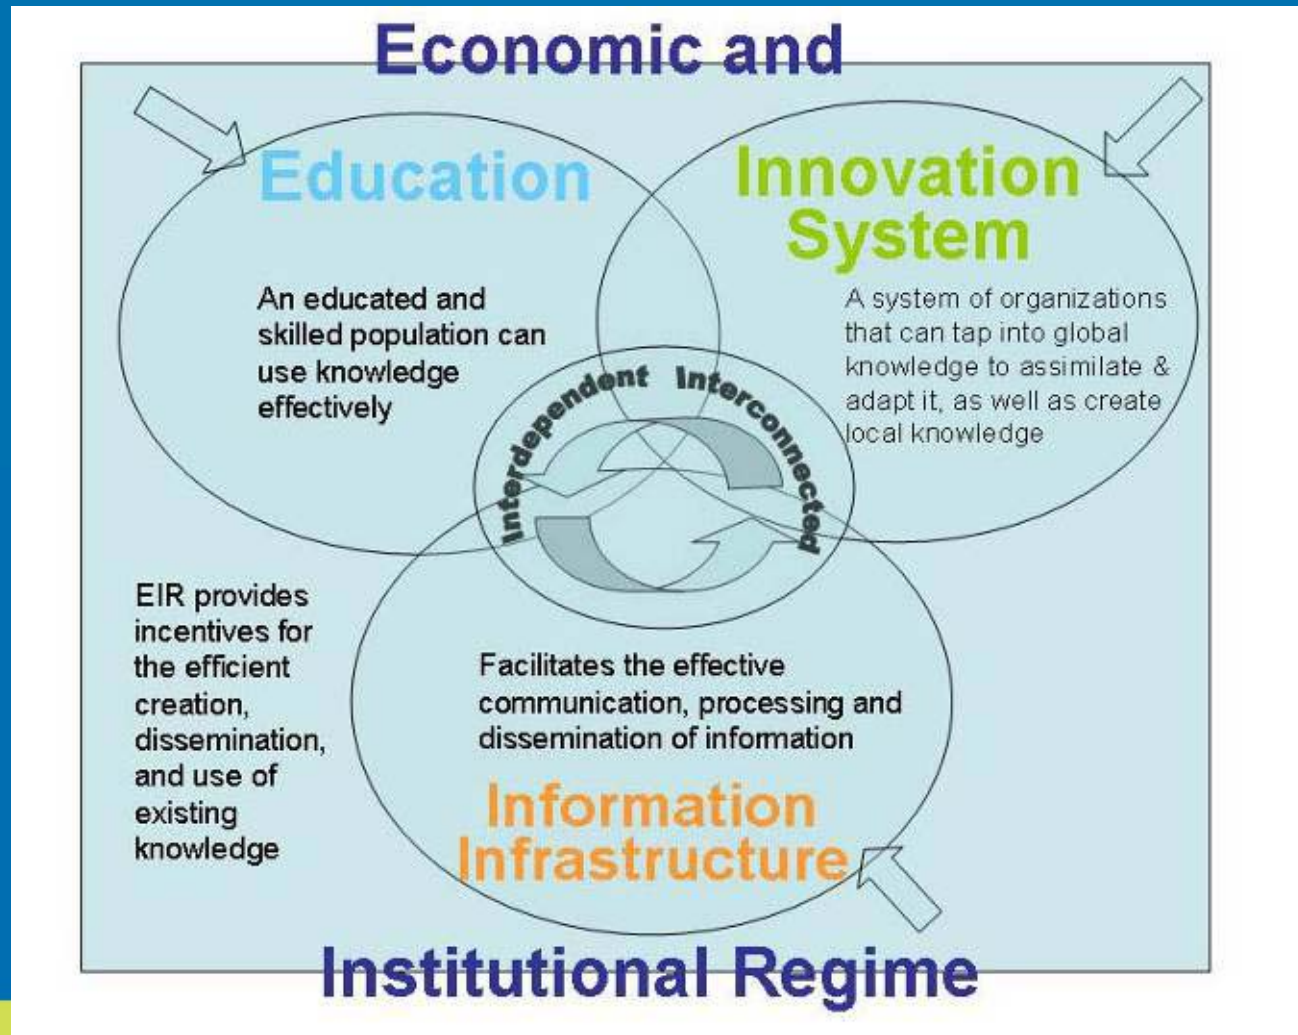 Economic and
Education
Innovation
System
An educated and
skilled population can
use knowledge
effectively
A system of organizations
that can tap into global
knowledge to assimilate &
adapt it, as well as create
local knowledge
Interdependent Interconnected
EIR provides
incentives for
the efficient
creation,
dissemination,
and use of
existing
knowledge
Facilitates the effective
communication, processing and
dissemination of information
Information
Infrastructure
Institutional Regime